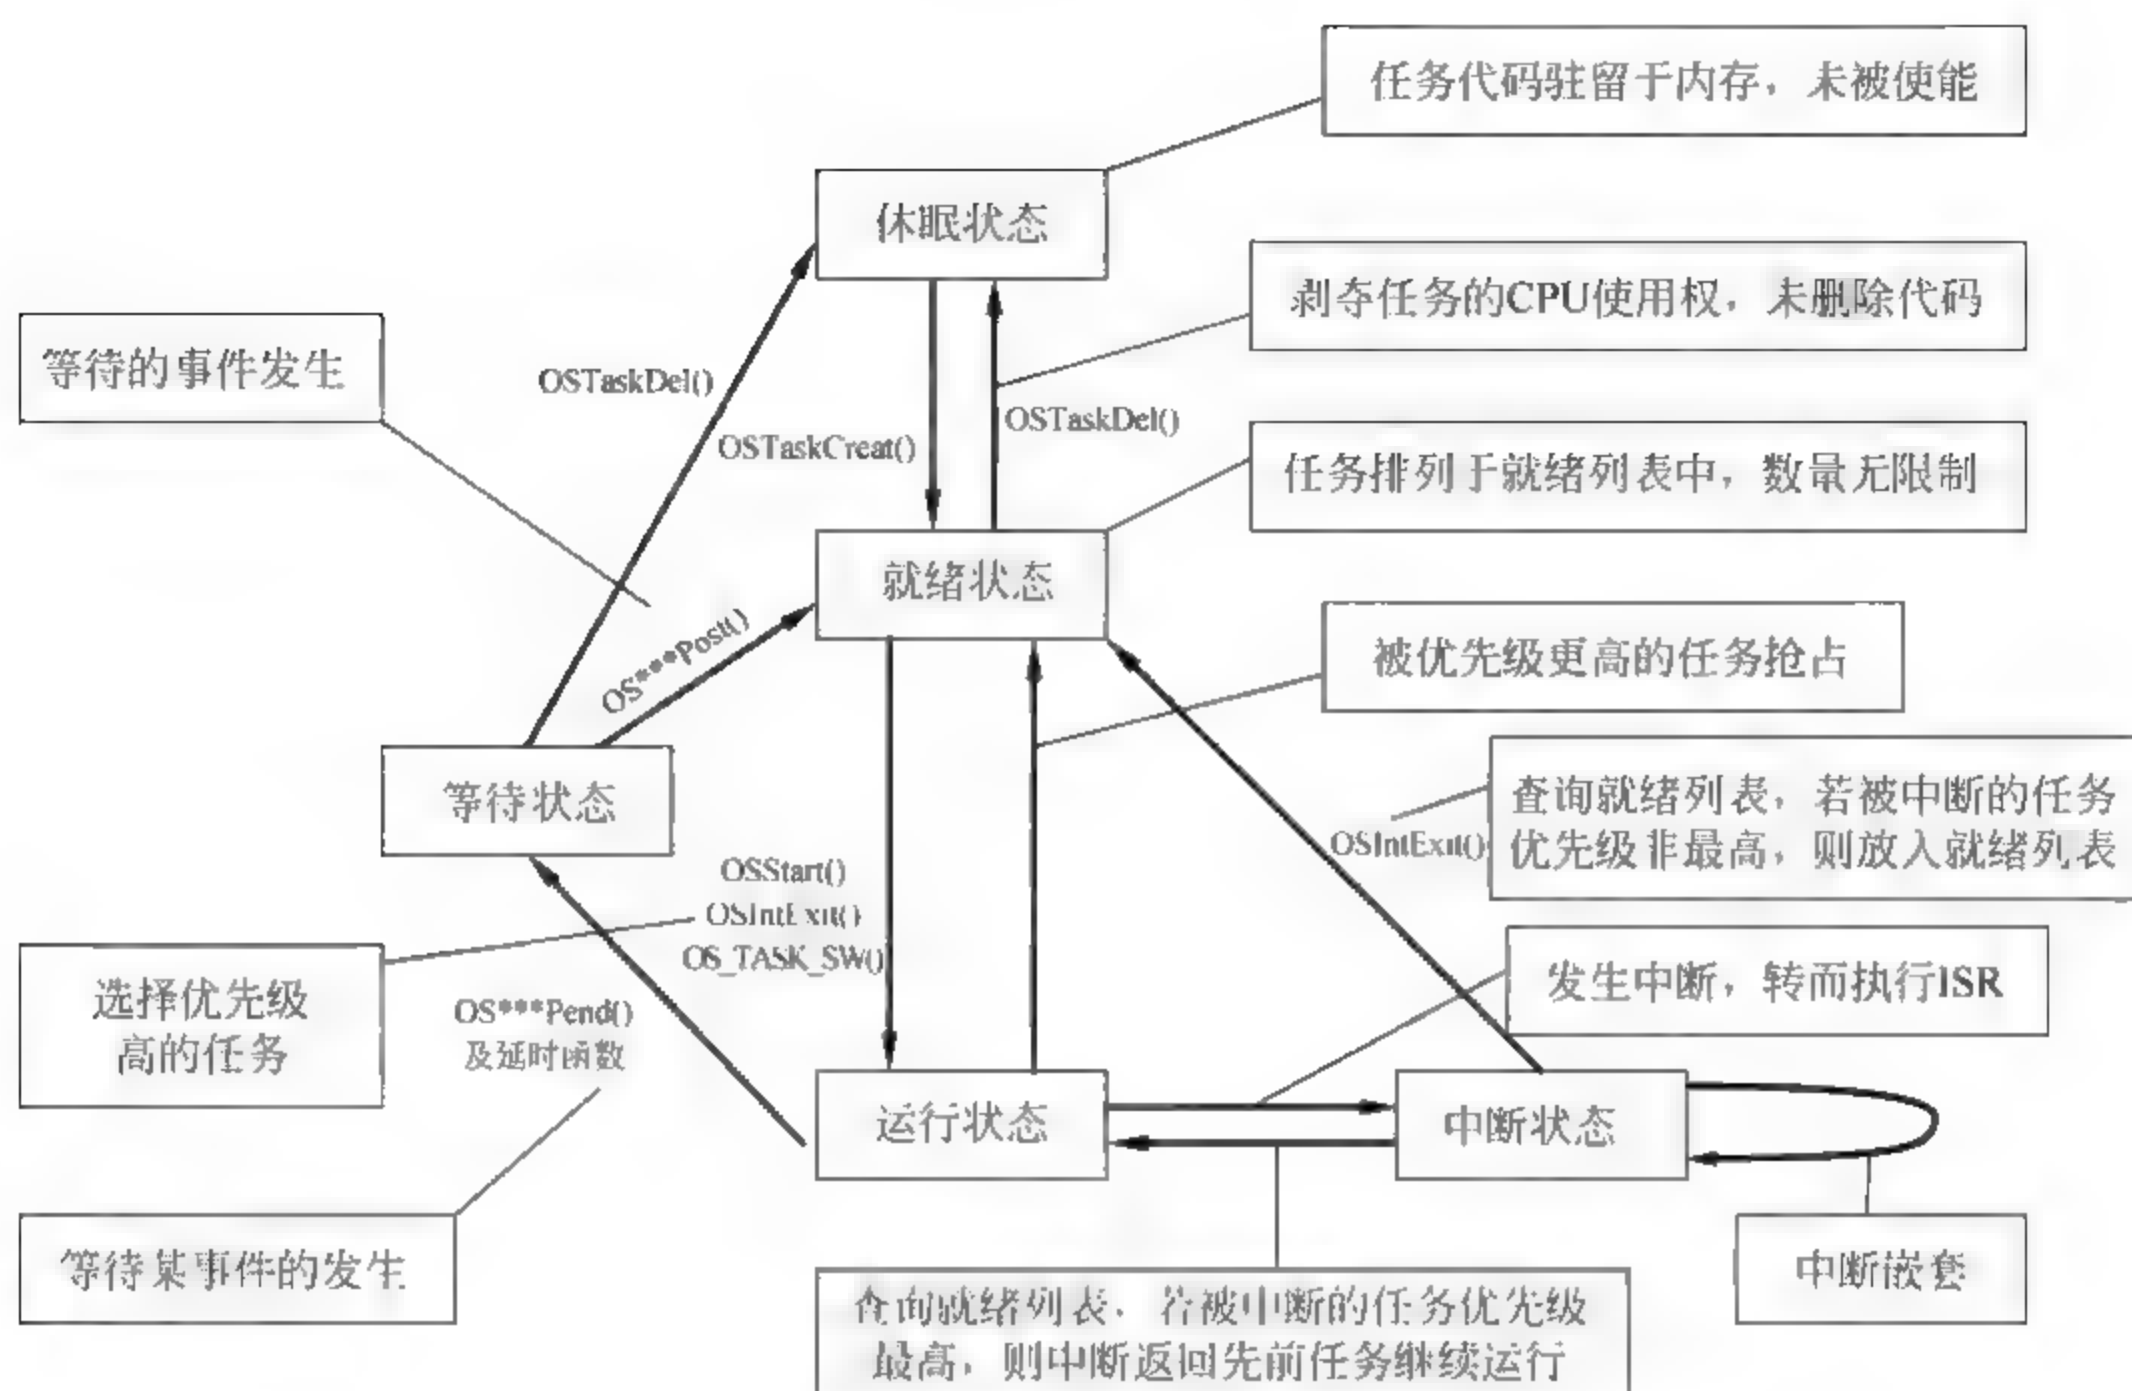 任务代码驻留于内存，未被使能
休眠状态
剥夺任务的CPU使用权，未删除代码
等待的事件发生
OSTaskDel()
OSTaskCreat()
OSTaskDel()
任务排列于就绪列表中，数量无限制
就绪状态
OS***Post()
被优先级更高的任务抢占
等待状态
查询就绪列表，若被中断的任务
优先级非最高，则放入就绪列表
OSIntExit()
OSStart()
OSIntExit()
OS_TASK_SW()
选择优先级
高的任务
OS***Pend()
及延时函数
发生中断，转而执行ISR
运行状态
中断状态
等待某事件的发生
中断嵌套
查询就绪列表，若被中断的任务优先级
最高，则中断返回先前任务继续运行